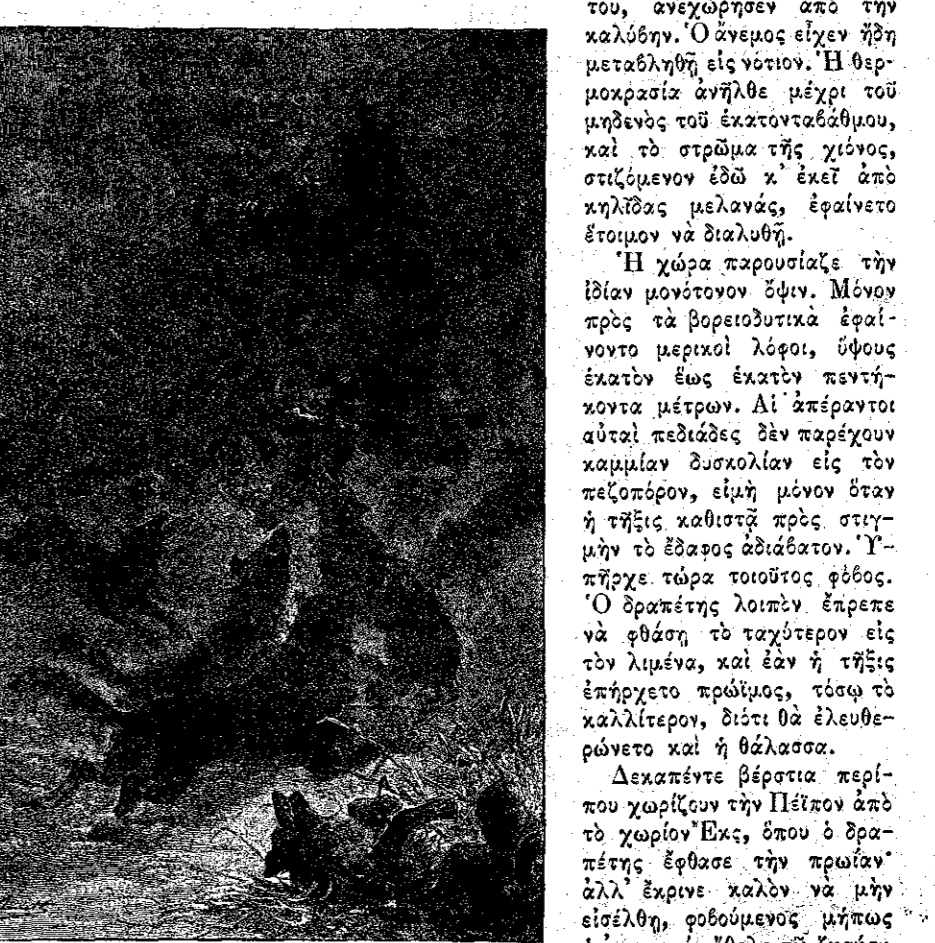 του, ἀνεχώρησεν ἀπὸ τὴν
καλύβην. Ὁ ἄνεμος εἶχεν ἤδη
μεταβληθῆ εἰς νότιον. Ἡ θερ-
μοκρασία ἀνῆλθε μέχρι τοῦ
μηδενὸς τοῦ ἑκατονταβάθμου,
καὶ τὸ στρῶμα τῆς χιόνος,
στιζόμενον ἐδῶ κ' ἐκεῖ ἀπὸ
κηλῖδας μελανάς, ἐφαίνετο
ἕτοιμον νὰ διαλυθῇ.
Ἡ χώρα παρουσίαζε τὴν
ἰδίαν μονότονον ὄψιν. Μόνον
πρὸς τὰ βορειοδυτικὰ ἐφαί-
νοντο μερικοὶ λόφοι, ὕψους
ἑκατὸν ἕως ἑκατὸν πεντή-
κοντα μέτρων. Αἱ ἀπέραντοι
αὐταὶ πεδιάδες δὲν παρέχουν
καμμίαν δυσκολίαν εἰς τὸν
πεζοπόρον, εἰμὴ μόνον ὅταν
ἡ τῆξις καθιστᾷ πρὸς στιγ-
μὴν τὸ ἔδαφος ἀδιάβατον. Ὑ-
πῆρχε τώρα τοιοῦτος φόβος.
Ὁ δραπέτης λοιπὸν ἔπρεπε
νὰ φθάσῃ τὸ ταχύτερον εἰς
τὸν λιμένα, καὶ ἐὰν ἡ τῆξις
ἐπήρχετο πρώϊμος, τόσῳ τὸ
καλλίτερον, διότι θὰ ἐλευθε-
ρώνετο καὶ ἡ θάλασσα.
Δεκαπέντε βέρστια περί-
που χωρίζουν τὴν Πέϊπον ἀπὸ
τὸ χωρίον Ἔκς, ὅπου ὁ δρα-
πέτης ἔφθασε τὴν πρωΐαν·
ἀλλ' ἔκρινε καλὸν νὰ μὴν
εἰσέλθῃ, φοβούμενος μήπως